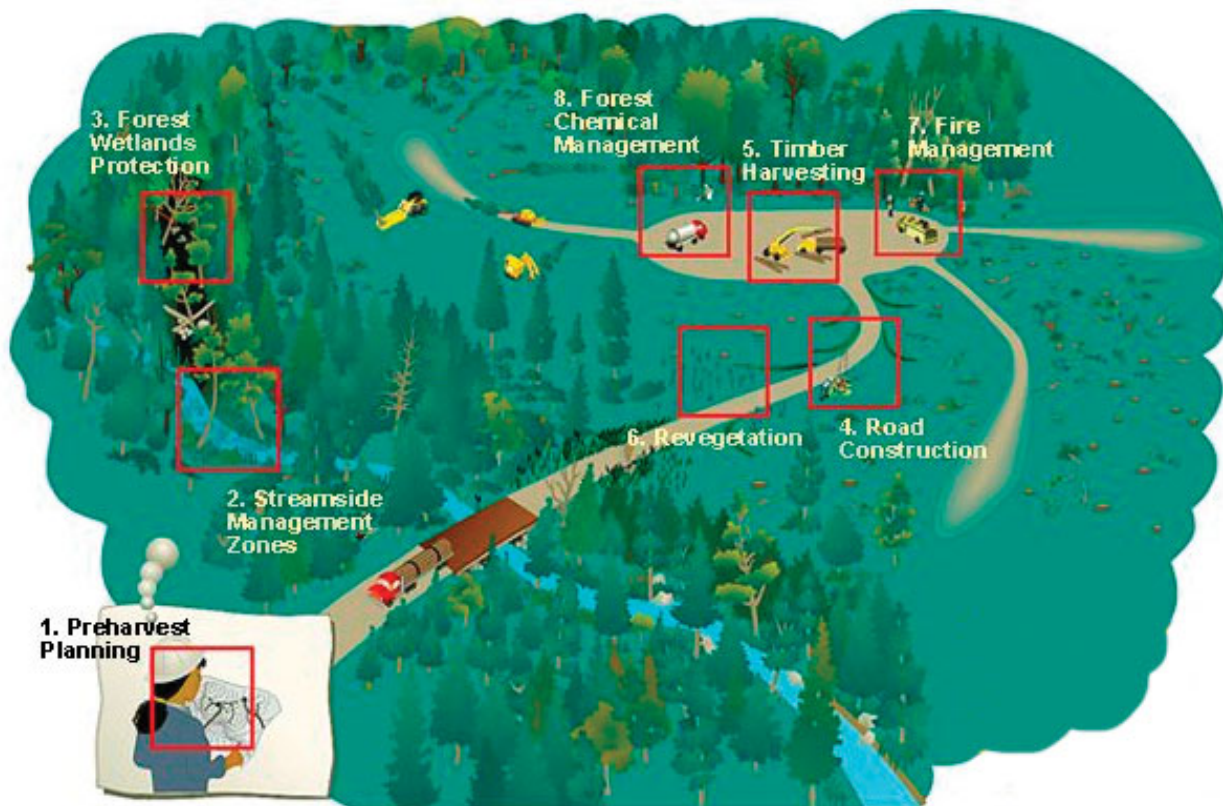 3. Forest
Wetlands
Protection
8. Forest
Chemical
Management
5. Timber
Harvesting
7. Fire
Management
6. Revegetation
4. Road
Construction
2. Streamside
Management
Zones
1. Preharvest
Planning